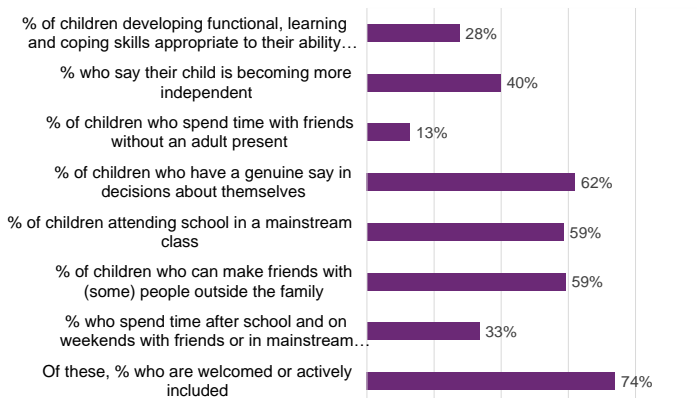 % of children developing functional, learning
and coping skills appropriate to their ability…
28%
% who say their child is becoming more
independent
40%
% of children who spend time with friends
without an adult present
13%
% of children who have a genuine say in
decisions about themselves
62%
% of children attending school in a mainstream
class
59%
% of children who can make friends with
(some) people outside the family
59%
% who spend time after school and on
weekends with friends or in mainstream…
33%
Of these, % who are welcomed or actively
included
74%